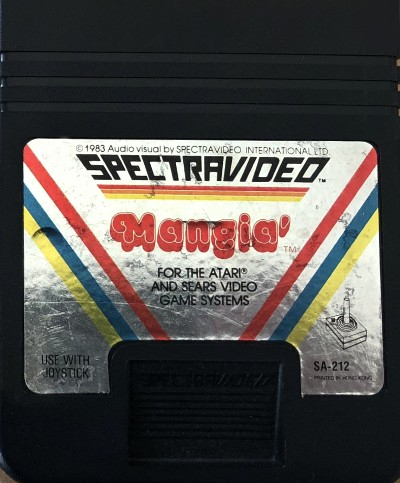 © 1983 Audio visual by SPECTRAVIDEO INTERNATIONAL LTD.
SPECTRAVIDEO™
Mangia'™
FOR THE ATARI®
AND SEARS VIDEO
GAME SYSTEMS
USE WITH
JOYSTICK
SA-212
PRINTED IN HONG KONG
SPECTRAVIDEO